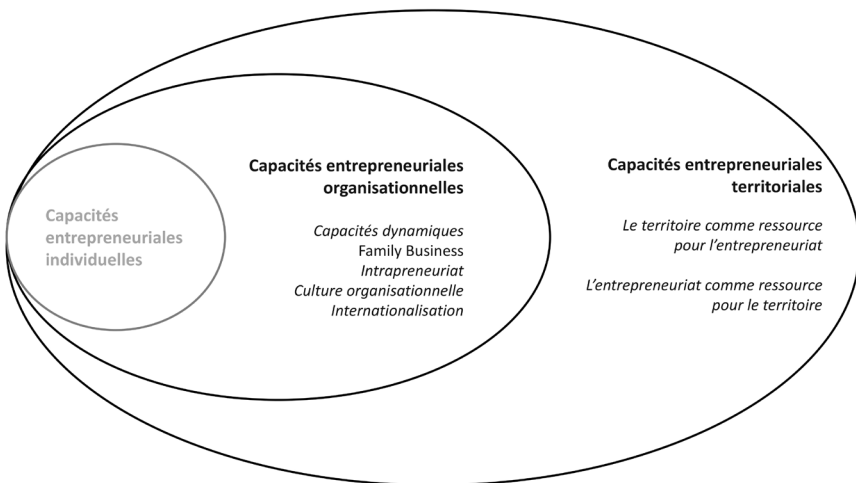 Capacités
entrepreneuriales
individuelles
Capacités entrepreneuriales
organisationnelles
Capacités dynamiques
Family Business
Intrapreneuriat
Culture organisationnelle
Internationalisation
Capacités entrepreneuriales
territoriales
Le territoire comme ressource
pour l’entrepreneuriat
L’entrepreneuriat comme ressource
pour le territoire